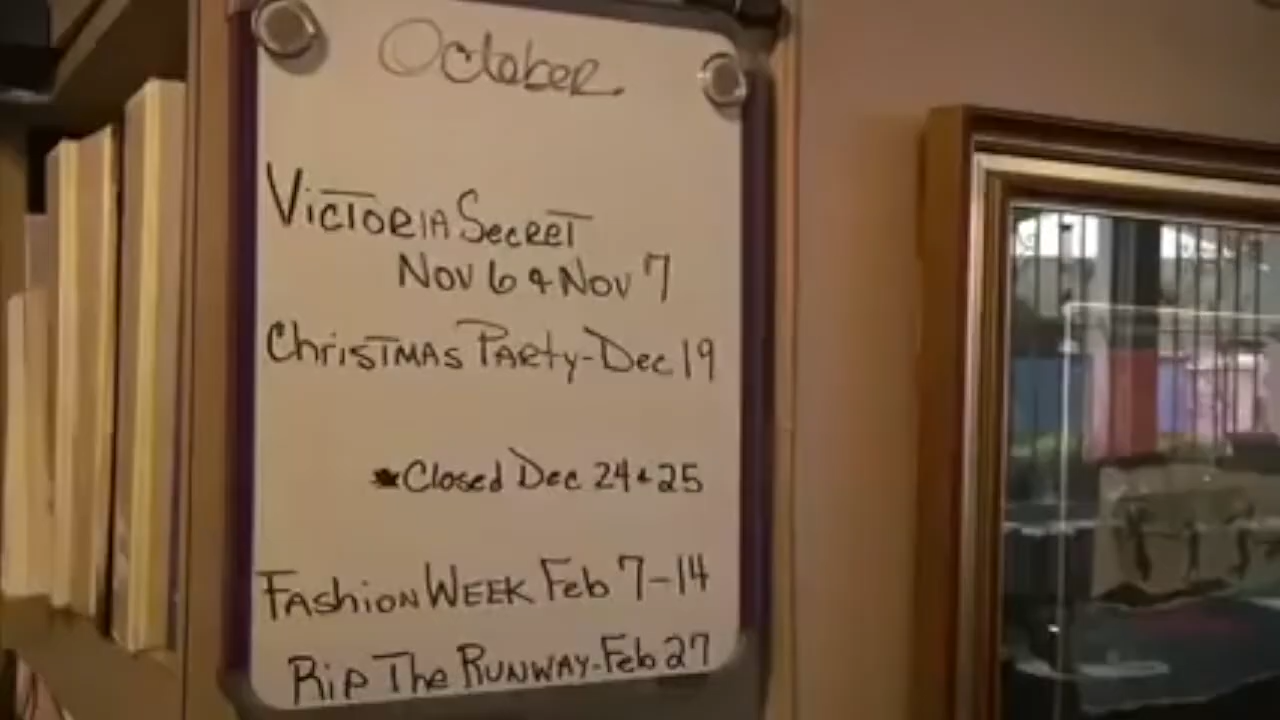 October.
Victoria Secret
Nov 6 & Nov 7
Christmas Party-Dec 19
*Closed Dec 24 & 25
Fashion Week Feb 7-14
Rip The Runway-Feb 27